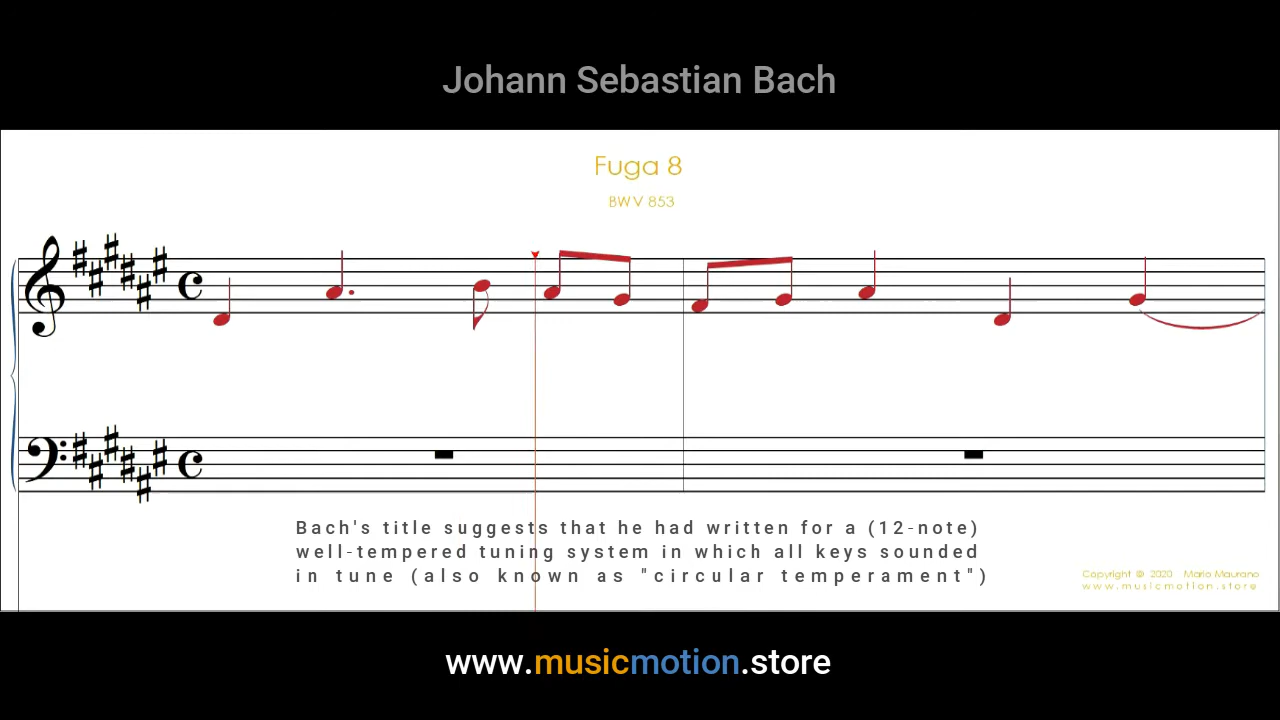 Johann Sebastian Bach
Fuga 8
BWV 853
Bach's title suggests that he had written for a (12-note)
well-tempered tuning system in which all keys sounded
in tune (also known as "circular temperament")
Copyright © 2020 Mario Maurano
www.musicmotion.store
www.musicmotion.store